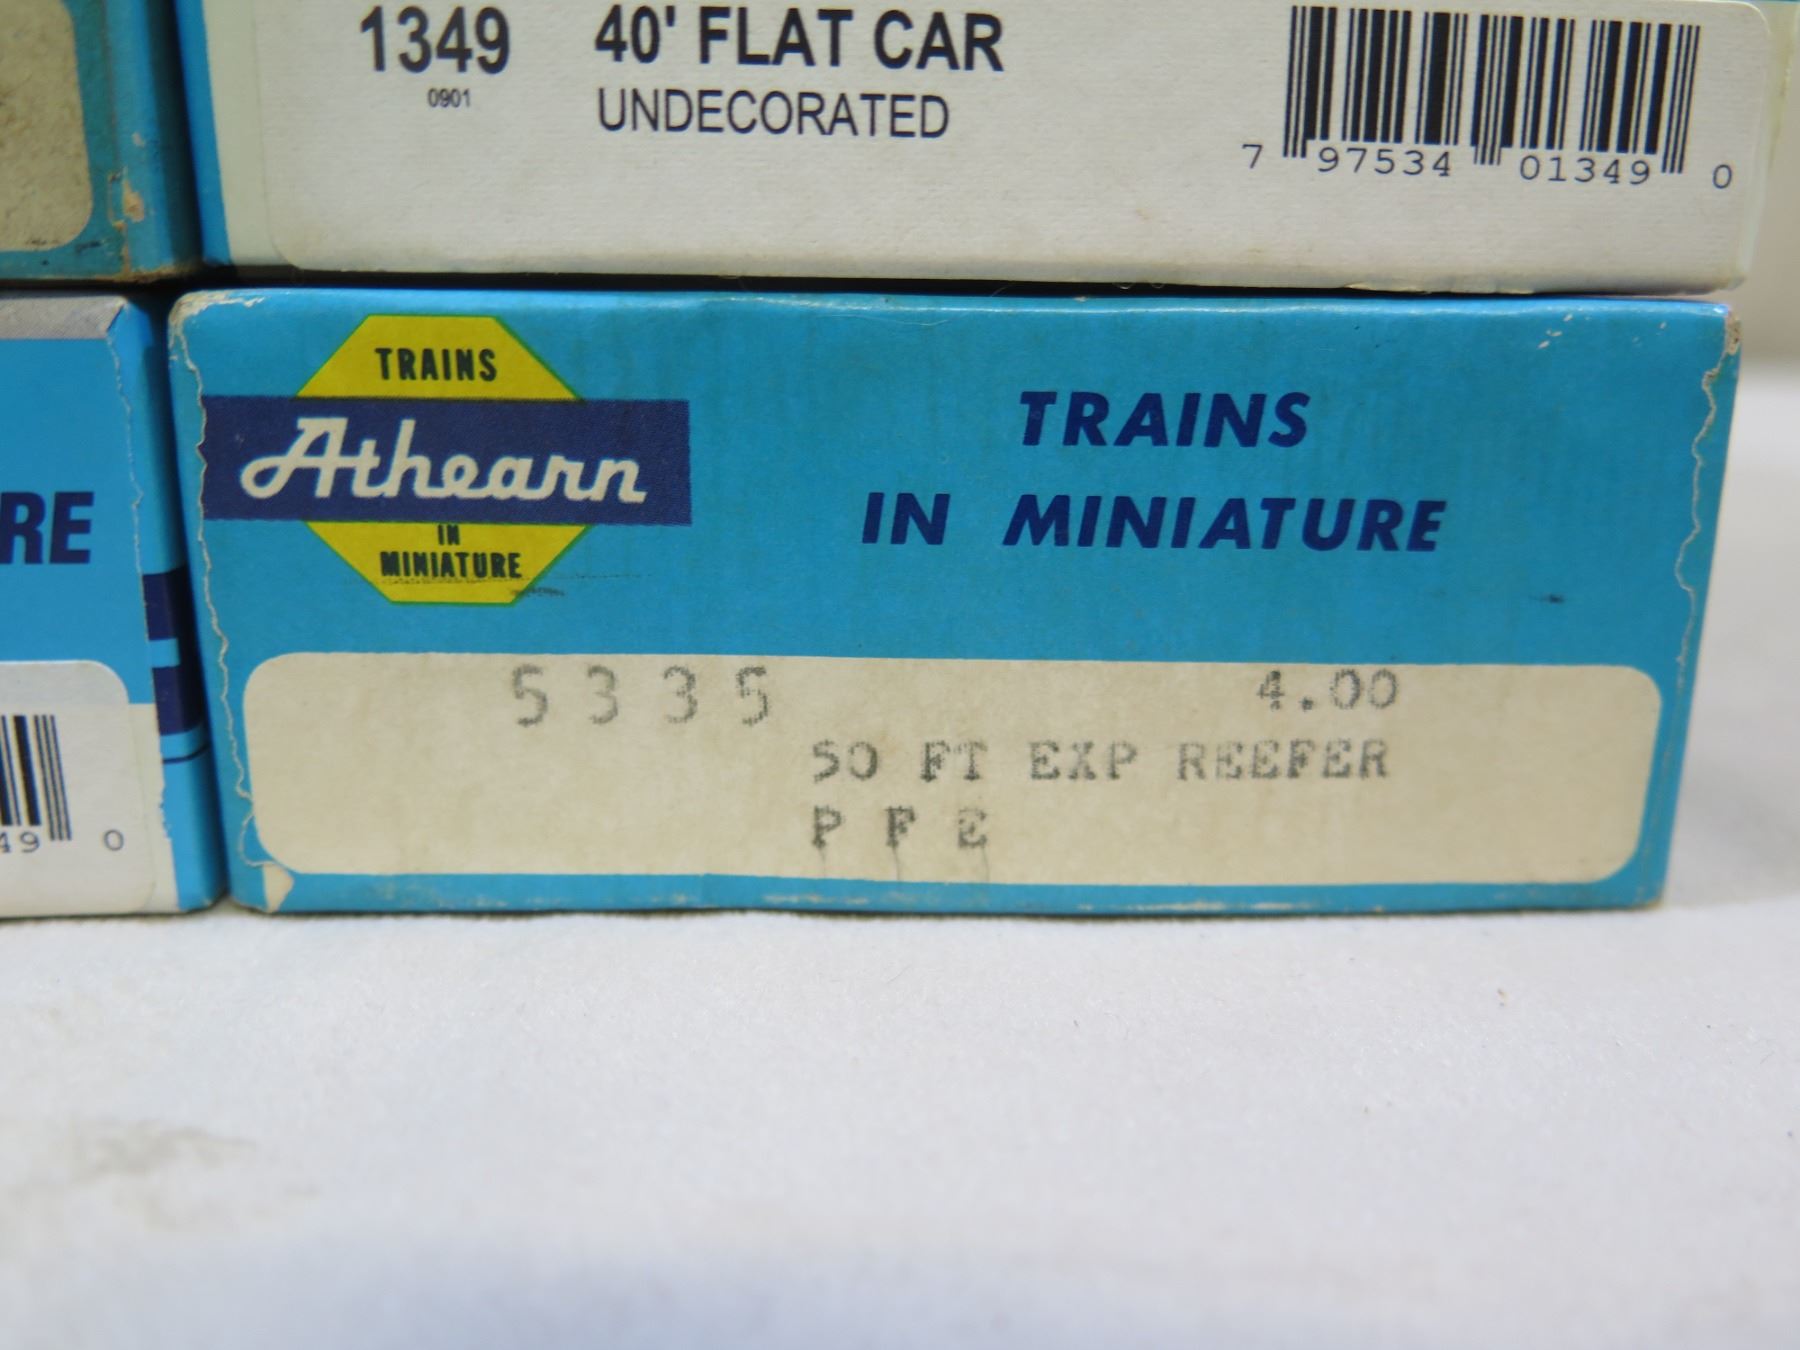 1349 40' FLAT CAR
0901 UNDECORATED
7 97534 01349 0
TRAINS
Athearn
IN
MINIATURE
TRAINS
IN MINIATURE
5335 4.00
50 FT EXP REEFER
P F E
RE
49 0